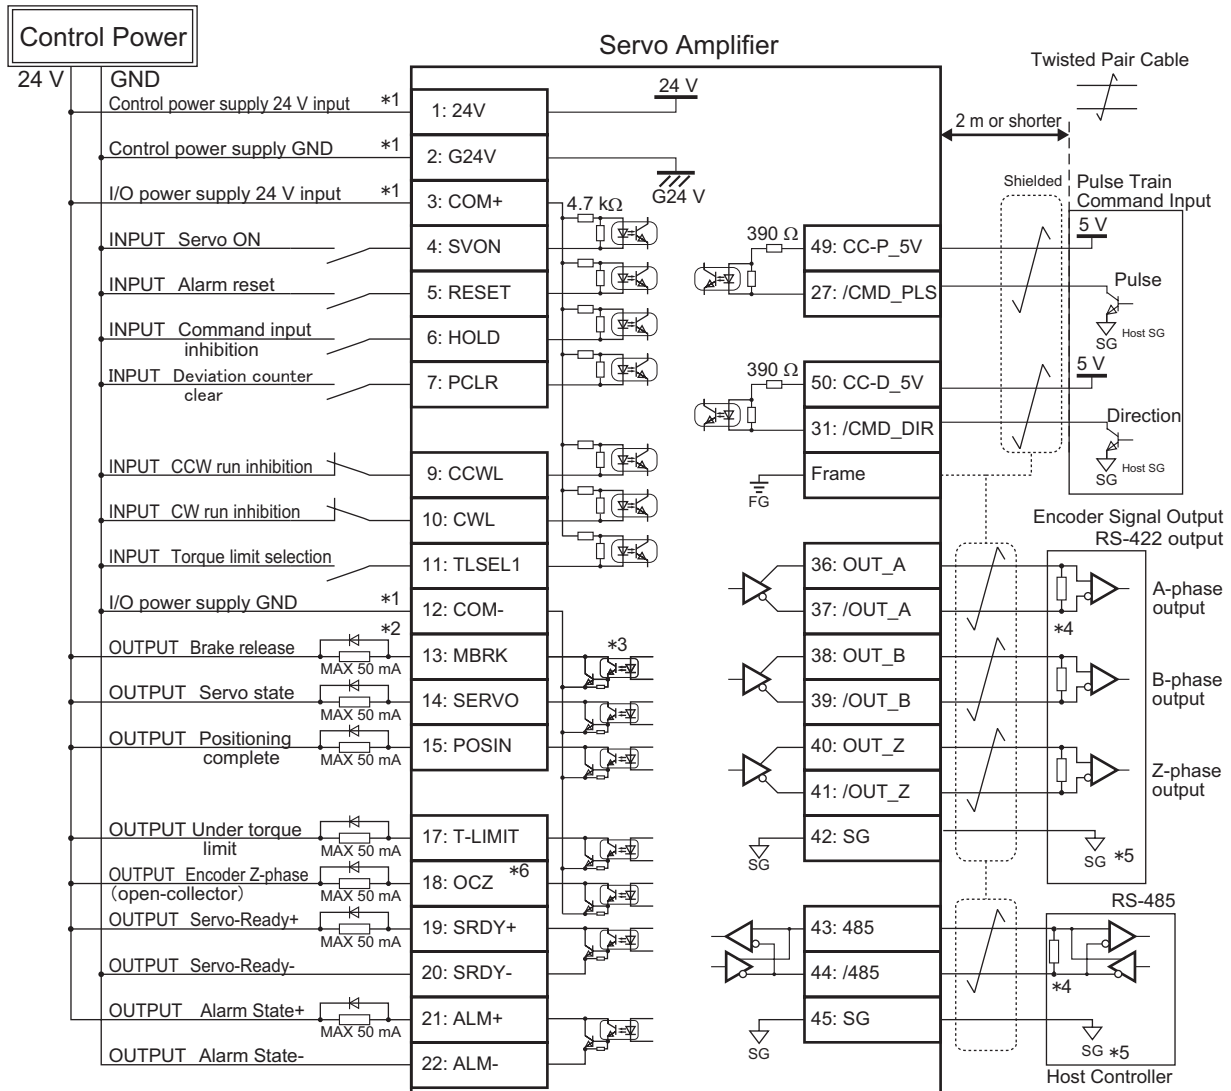 Control Power
24 V
GND
Servo Amplifier
Control power supply 24 V input *1
1: 24V
24 V
Control power supply GND *1
2: G24V
G24 V
I/O power supply 24 V input *1
3: COM+
4.7 kΩ
INPUT Servo ON
4: SVON
INPUT Alarm reset
5: RESET
INPUT Command input
inhibition
6: HOLD
INPUT Deviation counter
clear
7: PCLR
INPUT CCW run inhibition
9: CCWL
INPUT CW run inhibition
10: CWL
INPUT Torque limit selection
11: TLSEL1
I/O power supply GND *1
12: COM-
*2
OUTPUT Brake release
MAX 50 mA
13: MBRK
*3
OUTPUT Servo state
MAX 50 mA
14: SERVO
OUTPUT Positioning
complete
MAX 50 mA
15: POSIN
OUTPUT Under torque
limit
MAX 50 mA
17: T-LIMIT
OUTPUT Encoder Z-phase
(open-collector)
MAX 50 mA
18: OCZ *6
OUTPUT Servo-Ready+
MAX 50 mA
19: SRDY+
OUTPUT Servo-Ready-
20: SRDY-
OUTPUT Alarm State+
MAX 50 mA
21: ALM+
OUTPUT Alarm State-
22: ALM-
Twisted Pair Cable
2 m or shorter
Shielded
Pulse Train
Command Input
390 Ω
49: CC-P_5V
5 V
27: /CMD_PLS
Pulse
SG Host SG
390 Ω
50: CC-D_5V
5 V
31: /CMD_DIR
Direction
SG Host SG
Frame
FG
Encoder Signal Output
RS-422 output
36: OUT_A
37: /OUT_A
*4
A-phase
output
38: OUT_B
39: /OUT_B
B-phase
output
40: OUT_Z
41: /OUT_Z
Z-phase
output
42: SG
SG
SG *5
RS-485
43: 485
44: /485
*4
45: SG
SG
SG *5
Host Controller